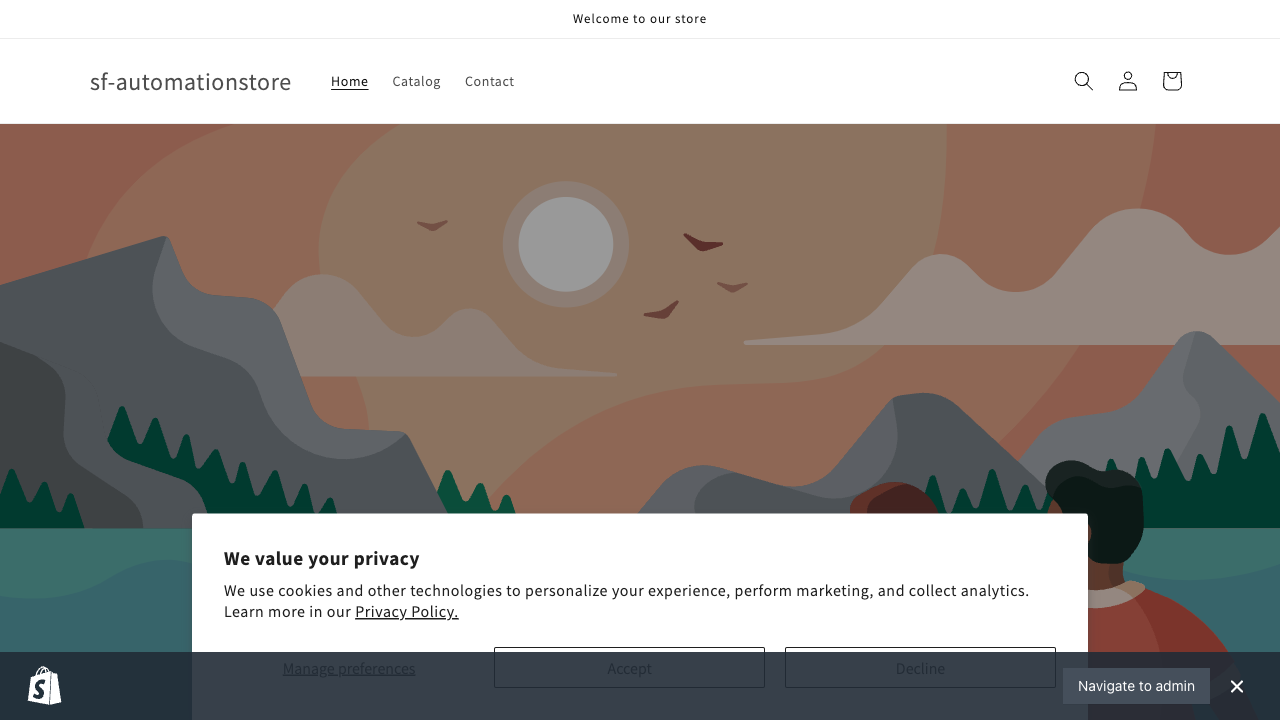 Welcome to our store
sf-automationstore
Home Catalog Contact
We value your privacy
We use cookies and other technologies to personalize your experience, perform marketing, and collect analytics.
Learn more in our Privacy Policy.
Manage preferences Accept Decline
Navigate to admin